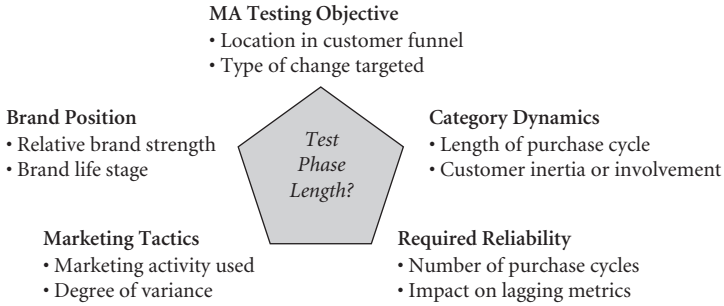 MA Testing Objective
• Location in customer funnel
• Type of change targeted
Brand Position
• Relative brand strength
• Brand life stage
Test
Phase
Length?
Category Dynamics
• Length of purchase cycle
• Customer inertia or involvement
Marketing Tactics
• Marketing activity used
• Degree of variance
Required Reliability
• Number of purchase cycles
• Impact on lagging metrics